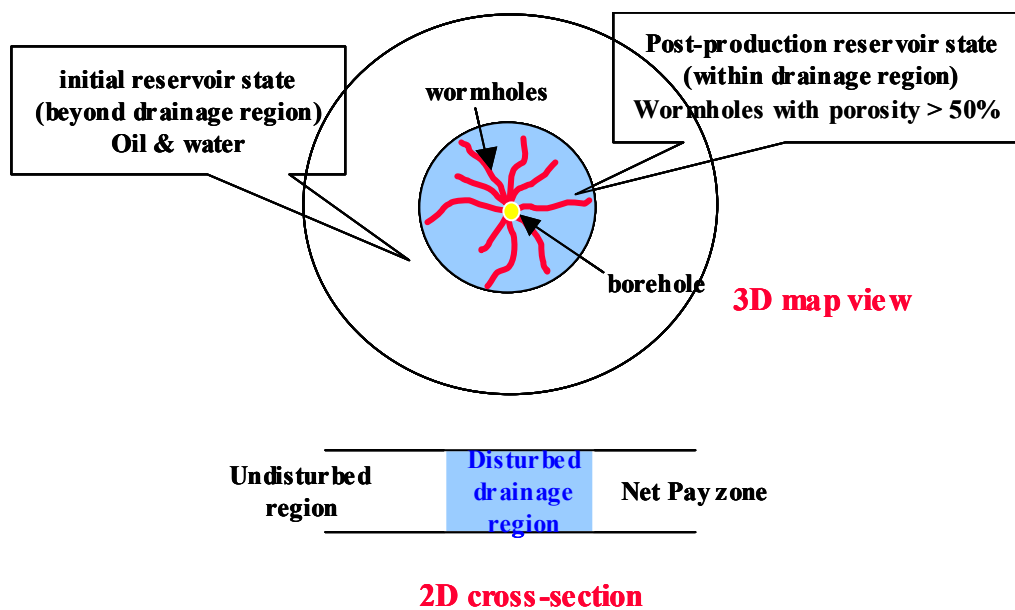 initial reservoir state
(beyond drainage region)
Oil & water
Post-production reservoir state
(within drainage region)
Wormholes with porosity > 50%
wormholes
borehole
3D map view
Undisturbed
region
Disturbed
drainage
region
Net Pay zone
2D cross-section